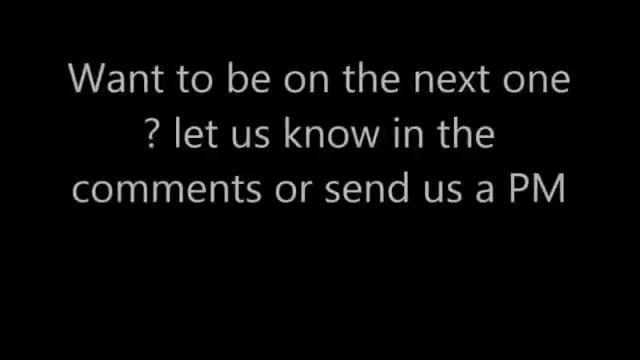 Want to be on the next one
? let us know in the
comments or send us a PM